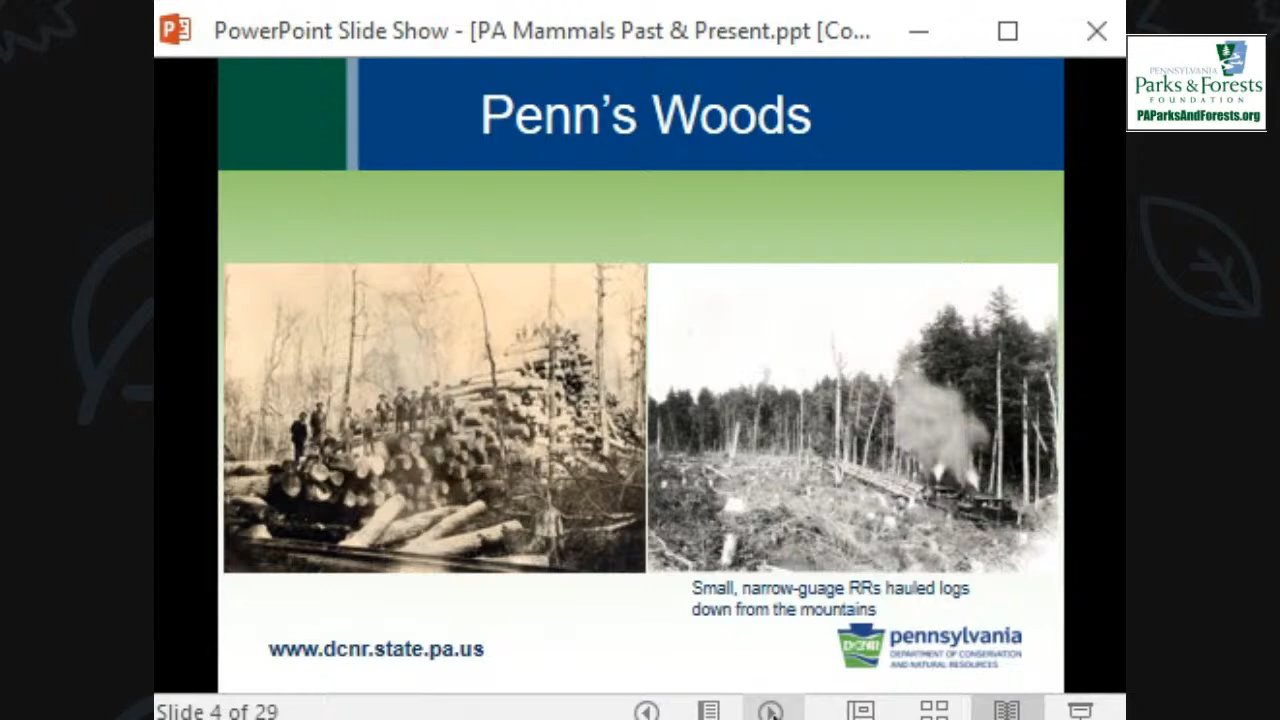 PowerPoint Slide Show - [PA Mammals Past & Present.ppt [Co...
PENNSYLVANIA
Parks & Forests
FOUNDATION
PAParksAndForests.org
Penn's Woods
Small, narrow-guage RRs hauled logs
down from the mountains
www.dcnr.state.pa.us
DCNR
pennsylvania
DEPARTMENT OF CONSERVATION
AND NATURAL RESOURCES
Slide 4 of 29